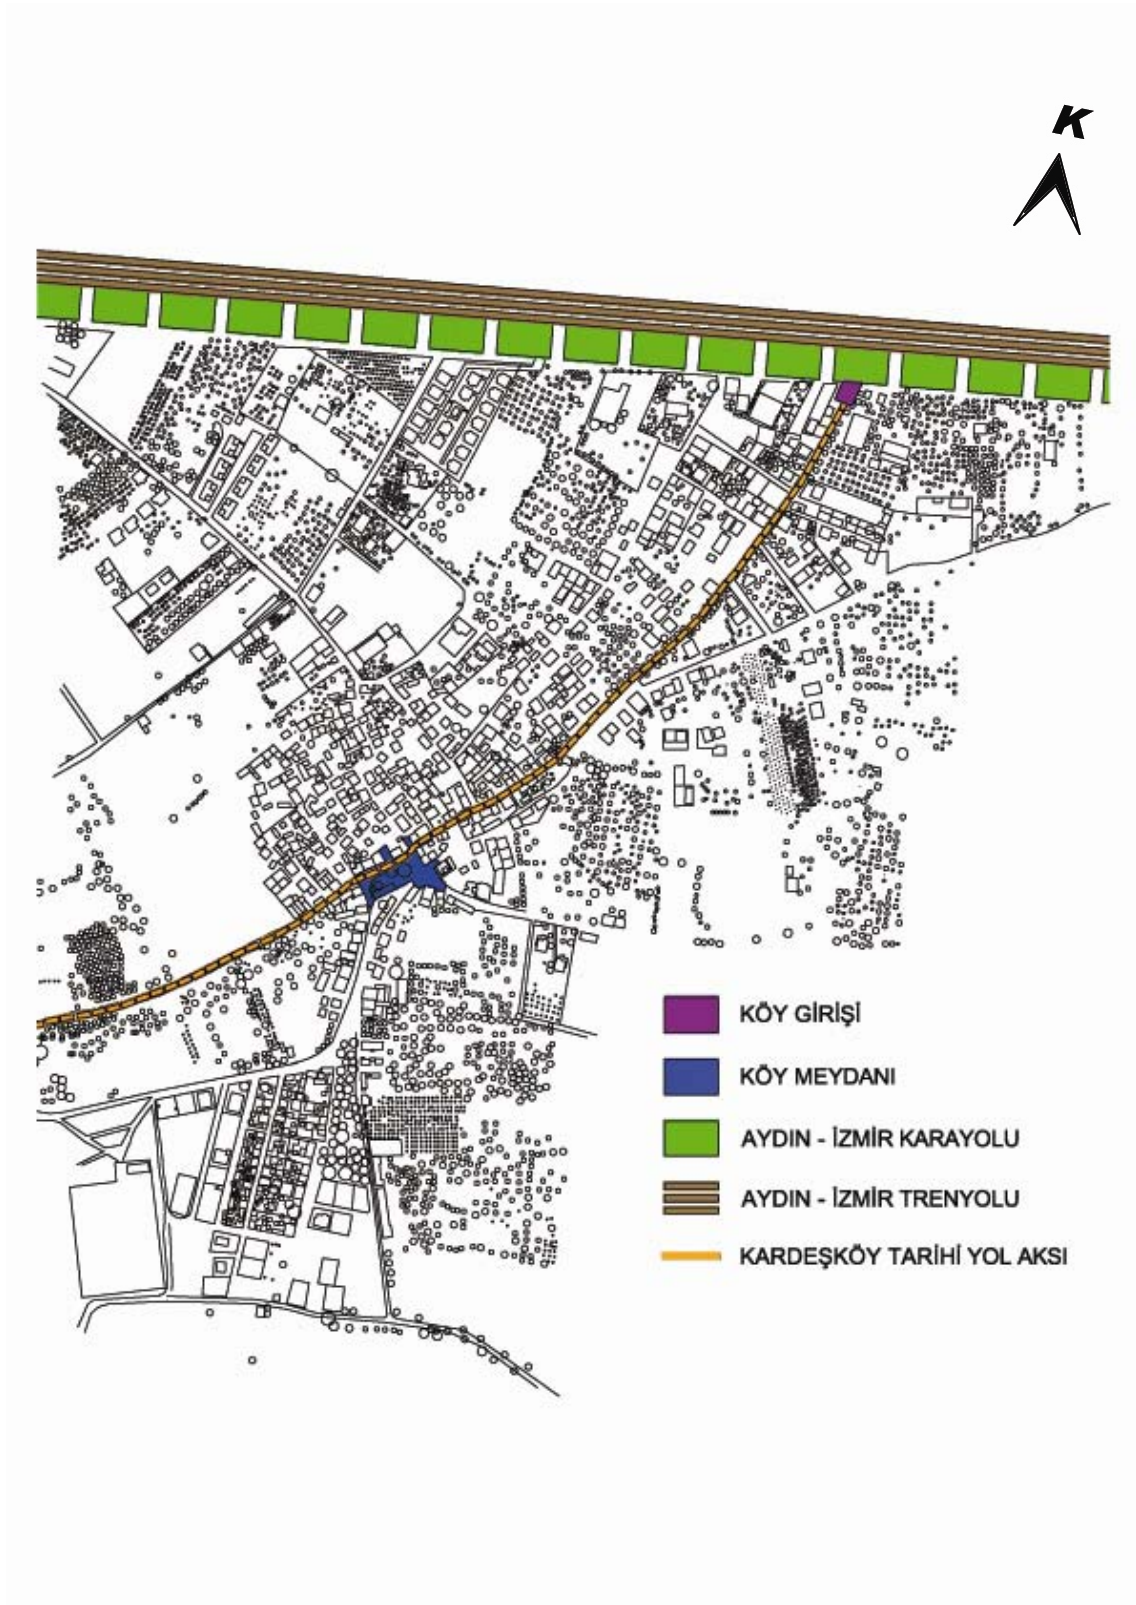 K
KÖY GİRİŞİ
KÖY MEYDANI
AYDIN - İZMİR KARAYOLU
AYDIN - İZMİR TRENYOLU
KARDEŞKÖY TARİHİ YOL AKSI